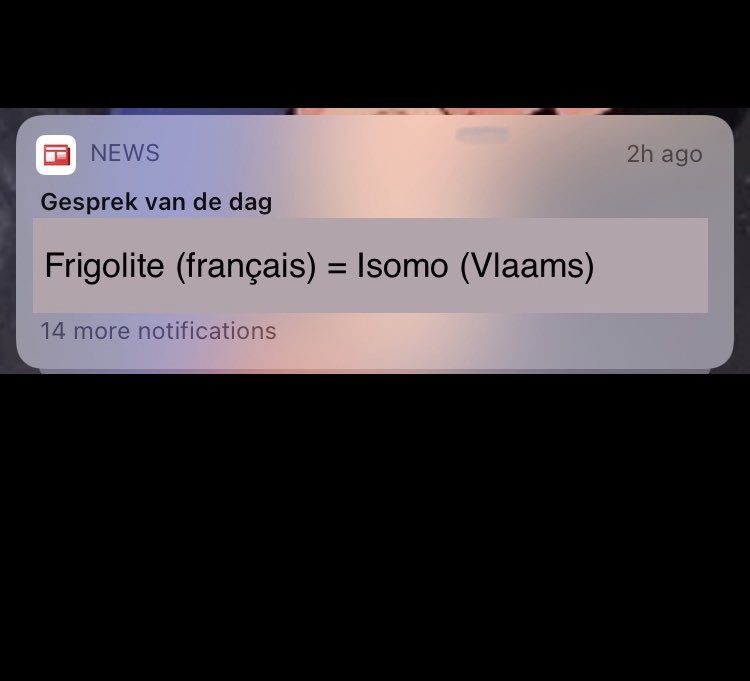 NEWS
2h ago
Gesprek van de dag
Frigolite (français) = Isomo (Vlaams)
14 more notifications